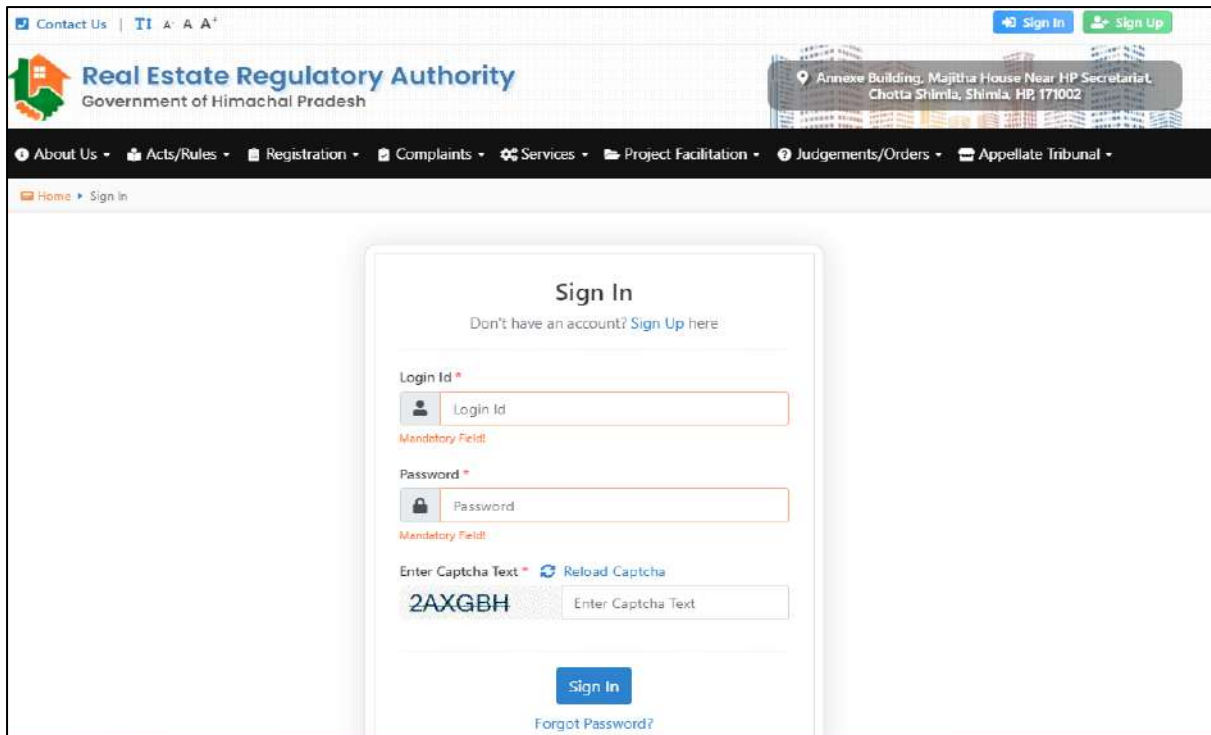 Contact Us | TI A- A A+
Sign In Sign Up
Real Estate Regulatory Authority
Government of Himachal Pradesh
Annexe Building, Majitha House Near HP Secretariat,
Chotta Shimla, Shimla, HP, 171002
About Us Acts/Rules Registration Complaints Services Project Facilitation Judgements/Orders Appellate Tribunal
Home Sign In
Sign In
Don't have an account? Sign Up here
Login Id *
Login Id
Mandatory Field!
Password *
Password
Mandatory Field!
Enter Captcha Text * Reload Captcha
2AXGBH Enter Captcha Text
Sign In
Forgot Password?